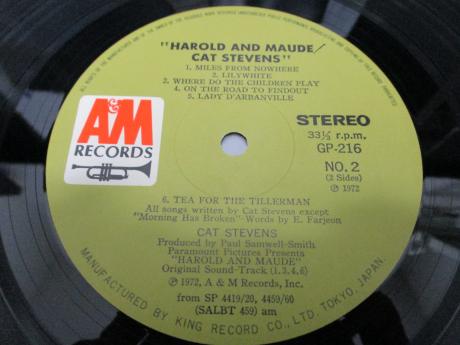 "HAROLD AND MAUDE/
CAT STEVENS"
1. MILES FROM NOWHERE
2. LILYWHITE
3. WHERE DO THE CHILDREN PLAY
4. ON THE ROAD TO FINDOUT
5. LADY D'ARBANVILLE
A&M
RECORDS
STEREO
33⅓ r.p.m.
GP-216
NO. 2
(2 Sides)
℗ 1972
6. TEA FOR THE TILLERMAN
All songs written by Cat Stevens except
"Morning Has Broken" Words by E. Farjeon
CAT STEVENS
Produced by Paul Samwell-Smith
Paramount Pictures Presents
"HAROLD AND MAUDE"
Original Sound-Track (1,3,4,6)
℗ 1972, A & M Records, Inc.
from SP 4419/20, 4459/60
(SALBT 459) am
MANUFACTURED BY KING RECORD CO., LTD. TOKYO, JAPAN.